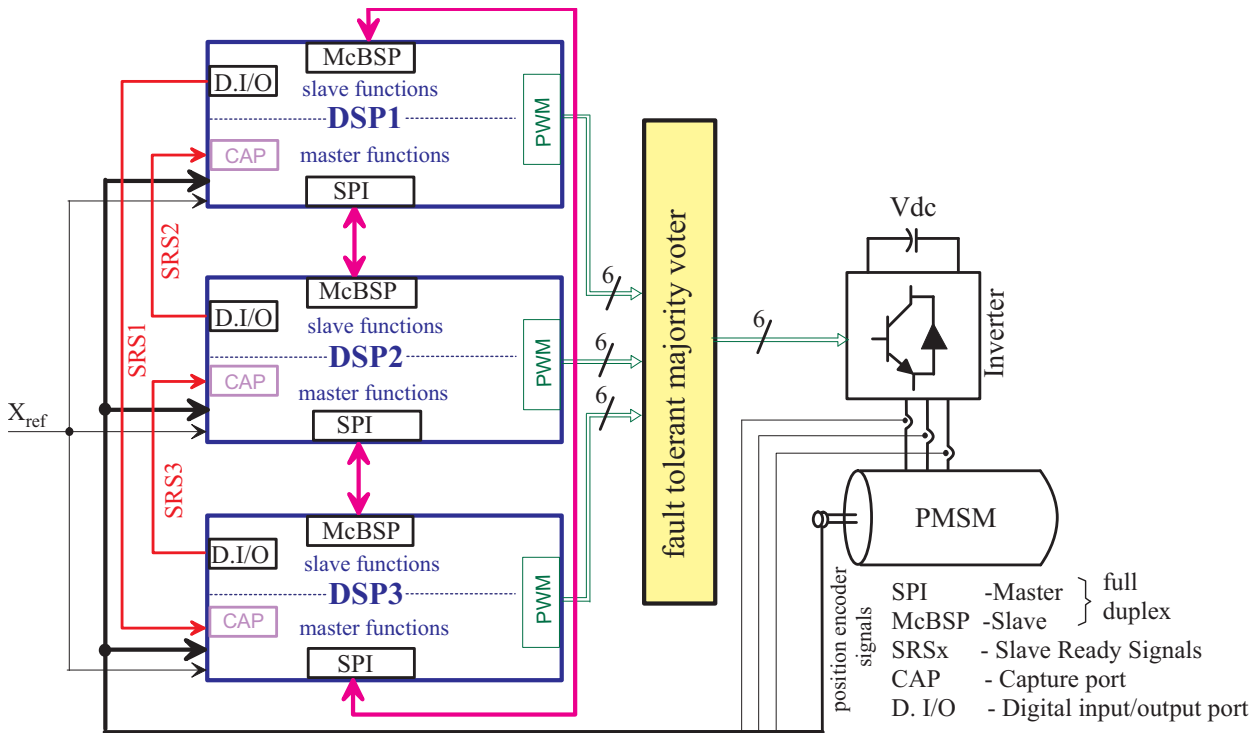 McBSP
D.I/O
slave functions
DSP1
PWM
CAP
master functions
SPI
SRS2
SRS1
McBSP
D.I/O
slave functions
DSP2
PWM
CAP
master functions
SPI
Xref
SRS3
McBSP
D.I/O
slave functions
DSP3
PWM
CAP
master functions
SPI
6
6
6
fault tolerant majority voter
6
Vdc
Inverter
PMSM
position encoder
signals
SPI -Master
McBSP -Slave
full
duplex
SRSx - Slave Ready Signals
CAP - Capture port
D. I/O - Digital input/output port